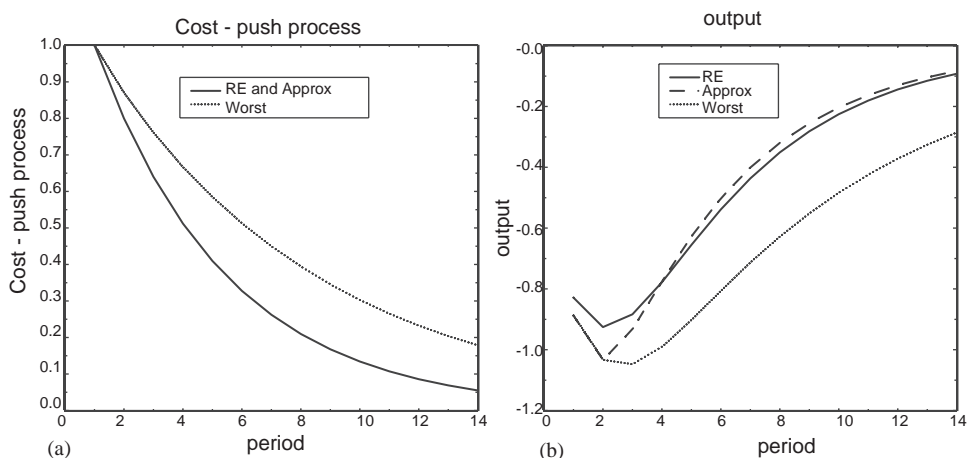 Cost - push process
1.0
0.9
0.8
0.7
0.6
0.5
0.4
0.3
0.2
0.1
0.0
Cost - push process
RE and Approx
Worst
0
2
4
6
8
10
12
14
period
(a)
output
-0.0
-0.2
-0.4
-0.6
-0.8
-1.0
-1.2
output
RE
Approx
Worst
0
2
4
6
8
10
12
14
period
(b)